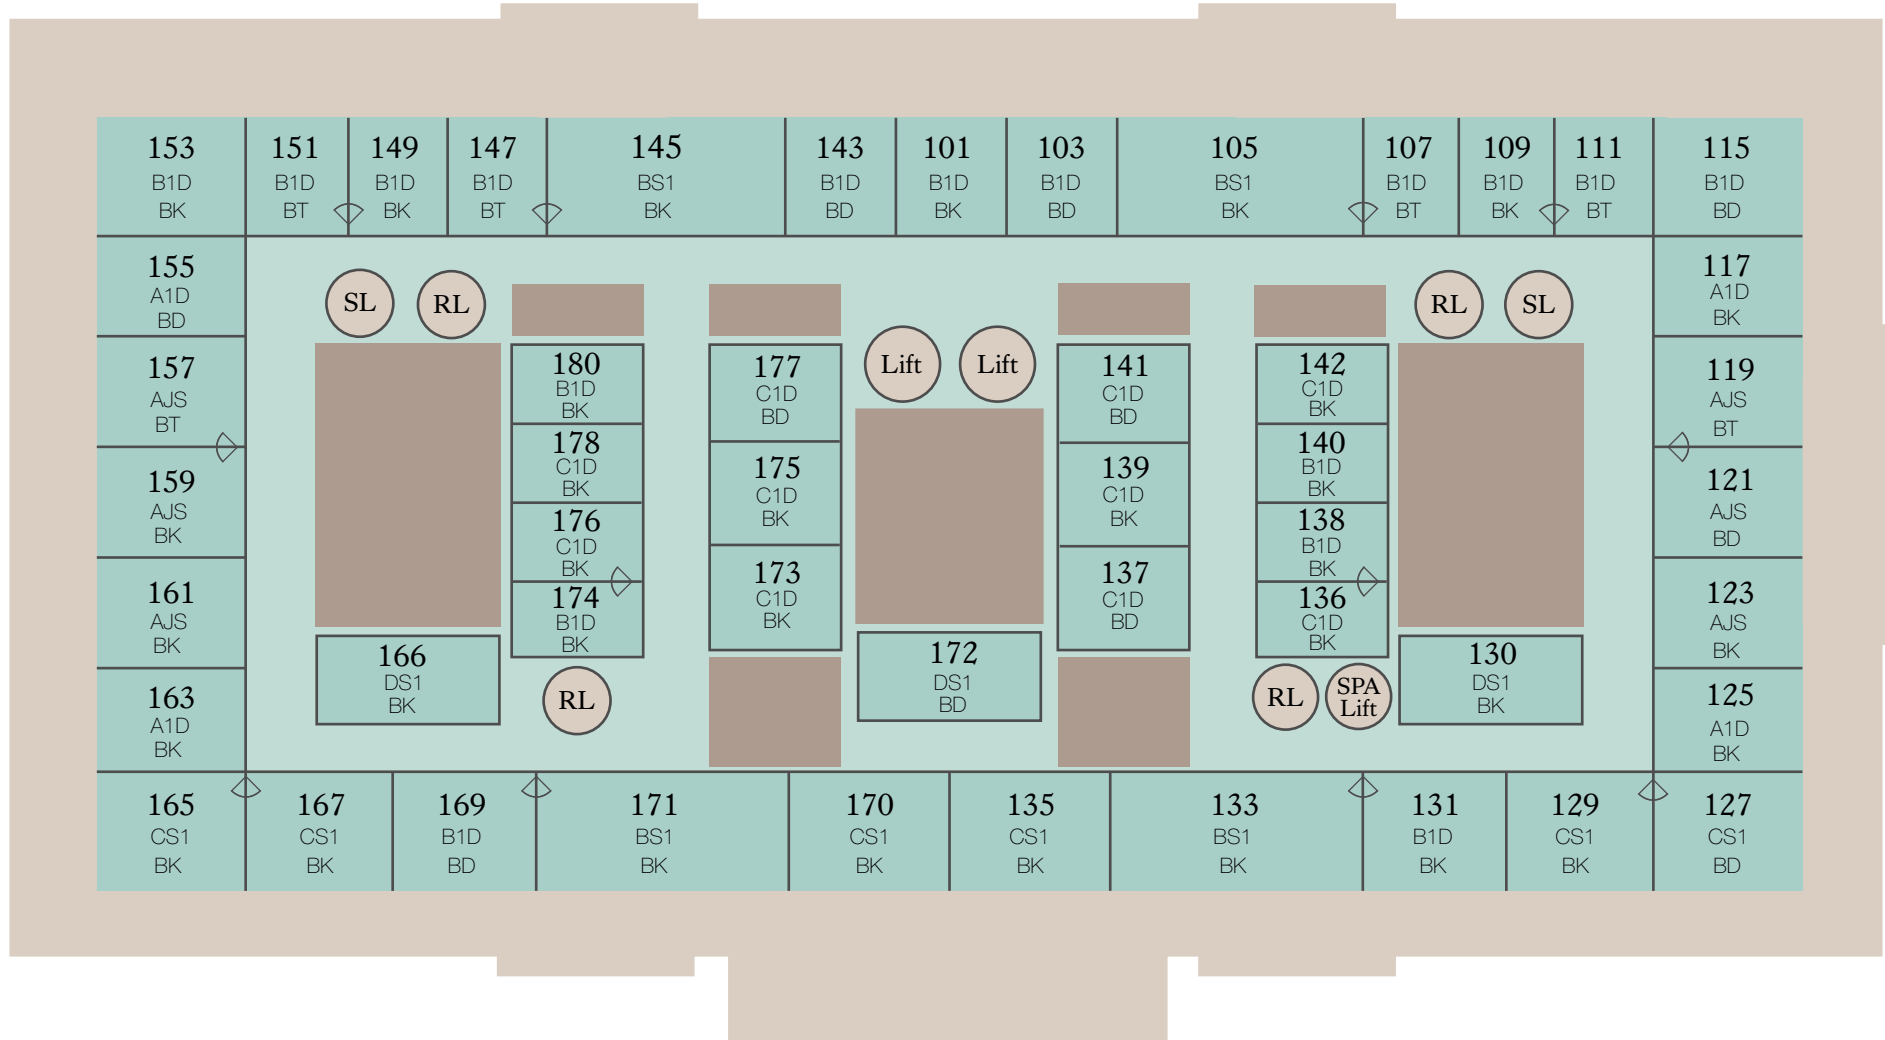 153
B1D
BK
151
B1D
BT
149
B1D
BK
147
B1D
BT
145
BS1
BK
143
B1D
BD
101
B1D
BK
103
B1D
BD
105
BS1
BK
107
B1D
BT
109
B1D
BK
111
B1D
BT
115
B1D
BD
155
A1D
BD
157
AJS
BT
159
AJS
BK
161
AJS
BK
163
A1D
BK
SL
RL
180
B1D
BK
178
C1D
BK
176
C1D
BK
174
B1D
BK
166
DS1
BK
RL
177
C1D
BD
175
C1D
BK
173
C1D
BK
Lift
Lift
172
DS1
BD
141
C1D
BD
139
C1D
BK
137
C1D
BD
142
C1D
BK
140
B1D
BK
138
B1D
BK
136
C1D
BK
RL
SPA
Lift
RL
SL
130
DS1
BK
117
A1D
BK
119
AJS
BT
121
AJS
BD
123
AJS
BK
125
A1D
BK
165
CS1
BK
167
CS1
BK
169
B1D
BD
171
BS1
BK
170
CS1
BK
135
CS1
BK
133
BS1
BK
131
B1D
BK
129
CS1
BK
127
CS1
BD